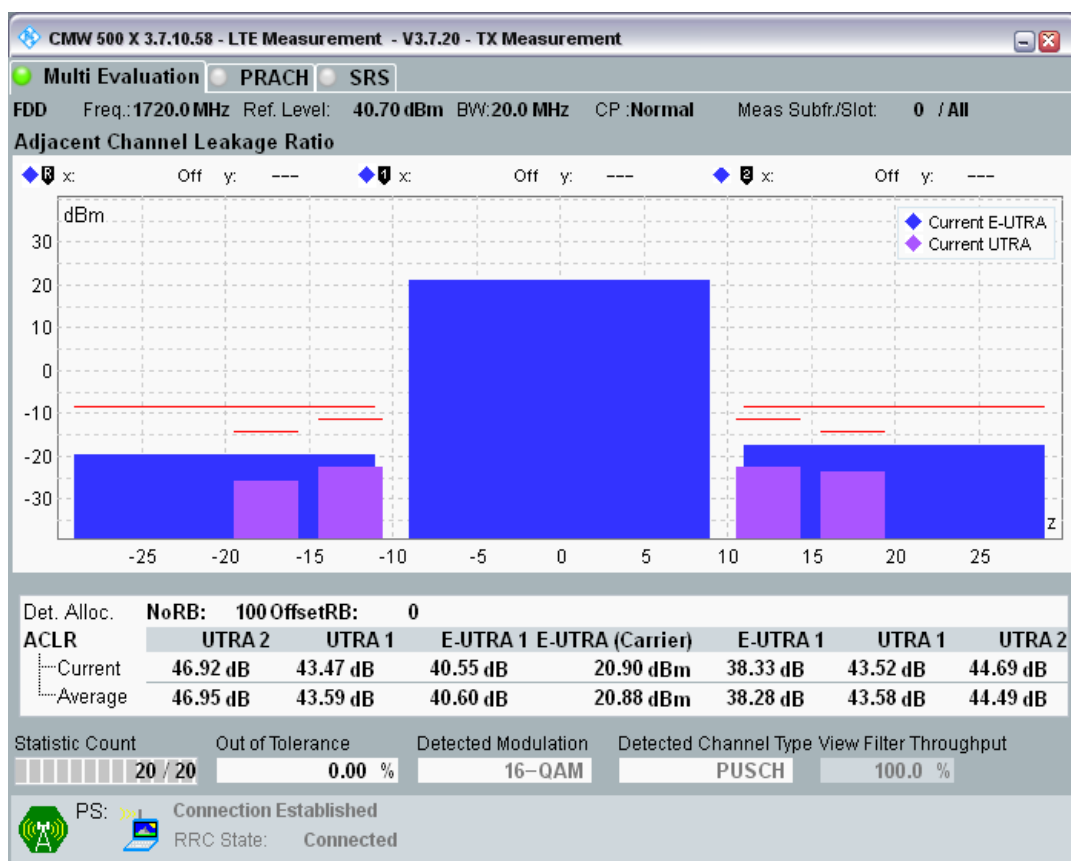 CMW 500 X 3.7.10.58 - LTE Measurement - V3.7.20 - TX Measurement
Multi Evaluation PRACH SRS
FDD Freq.: 1720.0 MHz Ref. Level: 40.70 dBm BW: 20.0 MHz CP : Normal Meas Subfr./Slot: 0 / All
Adjacent Channel Leakage Ratio
R x: Off y: --- 1 x: Off y: --- 2 x: Off y: ---
dBm
Current E-UTRA
Current UTRA
30
20
10
0
-10
-20
-30
z
-25 -20 -15 -10 -5 0 5 10 15 20 25
Det. Alloc. NoRB: 100 OffsetRB: 0
ACLR UTRA 2 UTRA 1 E-UTRA 1 E-UTRA (Carrier) E-UTRA 1 UTRA 1 UTRA 2
Current 46.92 dB 43.47 dB 40.55 dB 20.90 dBm 38.33 dB 43.52 dB 44.69 dB
Average 46.95 dB 43.59 dB 40.60 dB 20.88 dBm 38.28 dB 43.58 dB 44.49 dB
Statistic Count Out of Tolerance Detected Modulation Detected Channel Type View Filter Throughput
20 / 20 0.00 % 16-QAM PUSCH 100.0 %
PS: Connection Established
RRC State: Connected